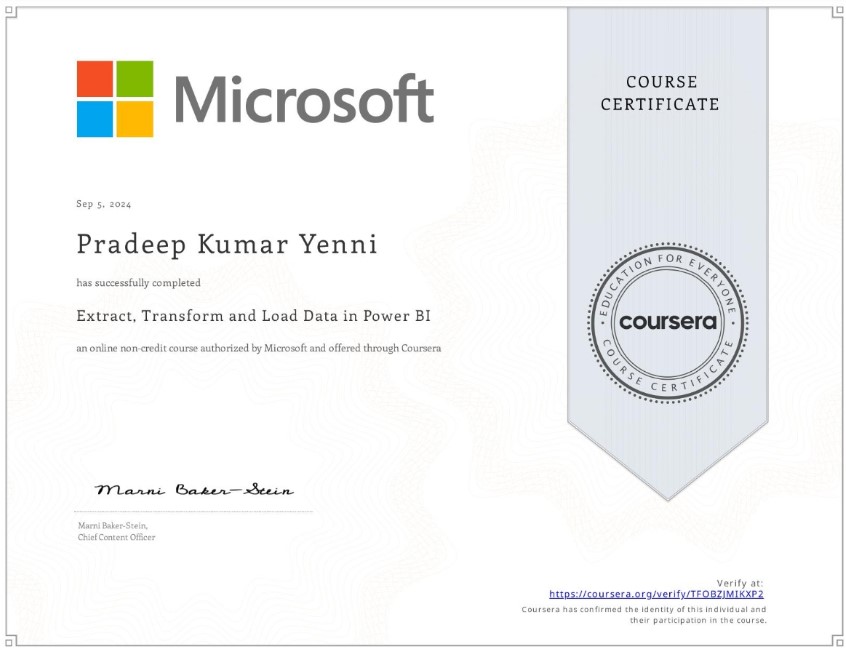 Microsoft
COURSE
CERTIFICATE
Sep 5, 2024
Pradeep Kumar Yenni
has successfully completed
Extract, Transform and Load Data in Power BI
an online non-credit course authorized by Microsoft and offered through Coursera
EDUCATION FOR EVERYONE
coursera
COURSE CERTIFICATE
Marni Baker-Stein
Marni Baker-Stein,
Chief Content Officer
Verify at:
https://coursera.org/verify/TFOBZJMIKXP2
Coursera has confirmed the identity of this individual and
their participation in the course.